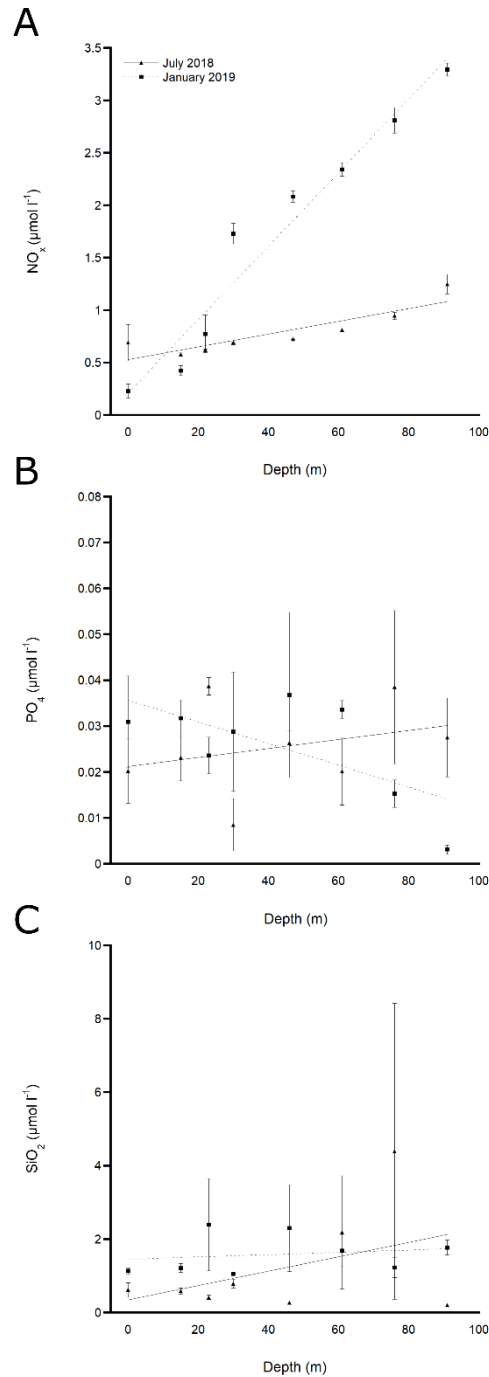 A
3.5
July 2018
January 2019
3
2.5
2
1.5
1
0.5
0
NOₓ (µmol l⁻¹)
0 20 40 60 80 100
Depth (m)
B
0.08
0.07
0.06
0.05
0.04
0.03
0.02
0.01
0
PO₄ (µmol l⁻¹)
0 20 40 60 80 100
Depth (m)
C
10
8
6
4
2
0
SiO₂ (µmol l⁻¹)
0 20 40 60 80 100
Depth (m)